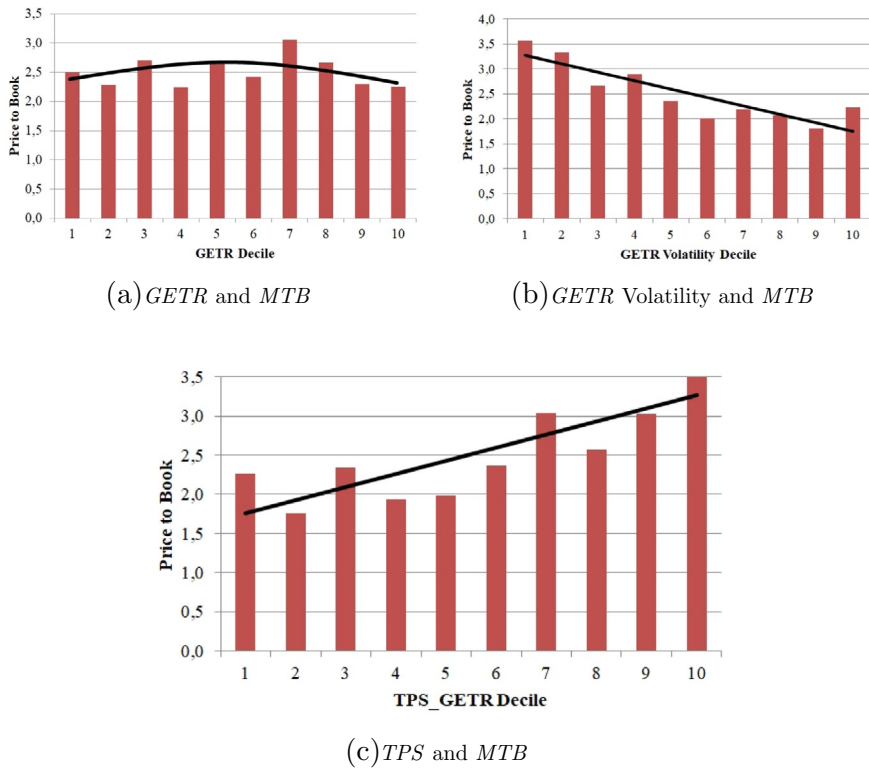 3,5
3,0
2,5
2,0
1,5
1,0
0,5
0,0
Price to Book
1 2 3 4 5 6 7 8 9 10
GETR Decile
(a) GETR and MTB
4,0
3,5
3,0
2,5
2,0
1,5
1,0
0,5
0,0
Price to Book
1 2 3 4 5 6 7 8 9 10
GETR Volatility Decile
(b) GETR Volatility and MTB
3,5
3,0
2,5
2,0
1,5
1,0
0,5
0,0
Price to Book
1 2 3 4 5 6 7 8 9 10
TPS_GETR Decile
(c) TPS and MTB